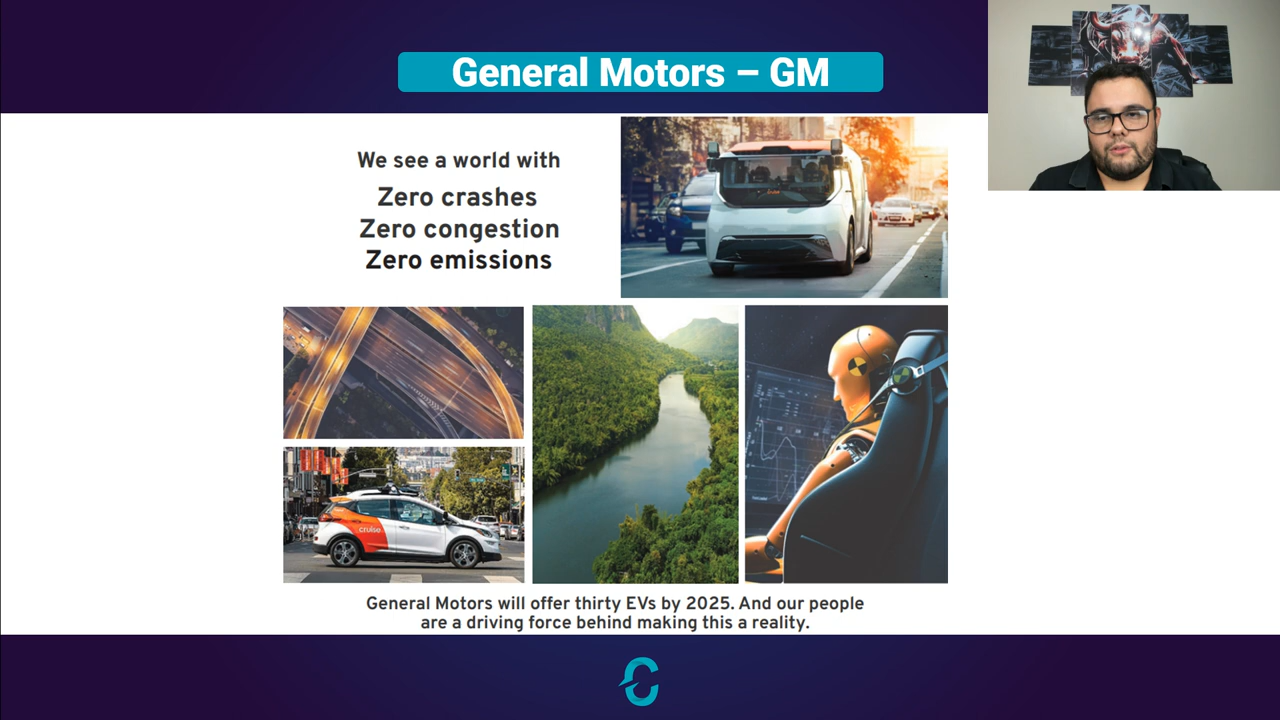 General Motors – GM
We see a world with
Zero crashes
Zero congestion
Zero emissions
cruise
General Motors will offer thirty EVs by 2025. And our people
are a driving force behind making this a reality.